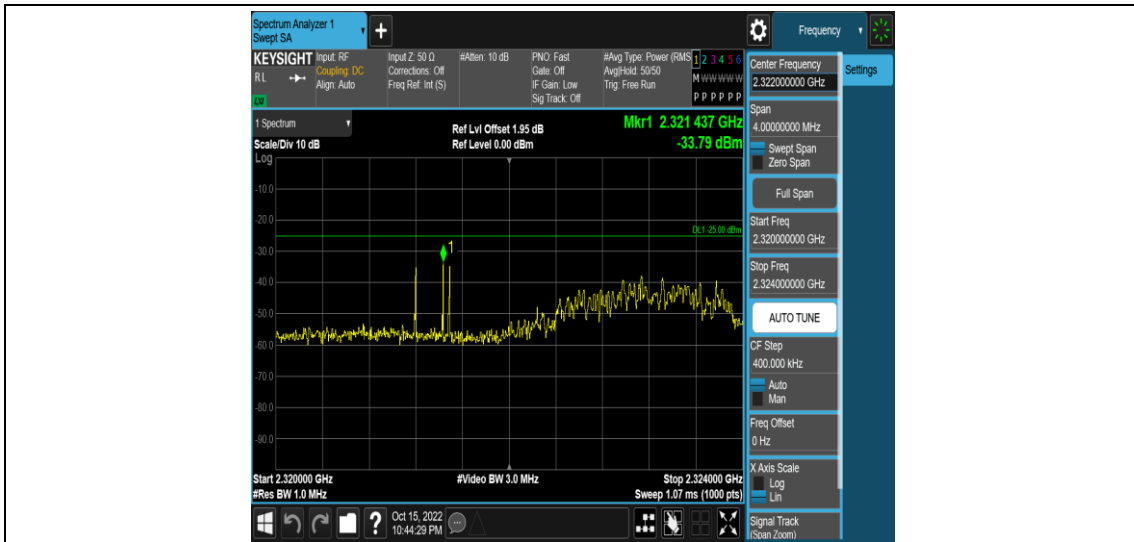 Spectrum Analyzer 1
Swept SA
+
Frequency
KEYSIGHT
RL
LXI
Input: RF
Coupling: DC
Align: Auto
Input Z: 50 Ω
Corrections: Off
Freq Ref: Int (S)
#Atten: 10 dB
PNO: Fast
Gate: Off
IF Gain: Low
Sig Track: Off
#Avg Type: Power (RMS
Avg|Hold: 50/50
Trig: Free Run
1 2 3 4 5 6
M W W W W W
P P P P P P
1 Spectrum
Scale/Div 10 dB
Log
Ref Lvl Offset 1.95 dB
Ref Level 0.00 dBm
Mkr1 2.321 437 GHz
-33.79 dBm
-10.0
-20.0
DL1 -25.00 dBm
1
-30.0
-40.0
-50.0
-60.0
-70.0
-80.0
-90.0
Start 2.320000 GHz
#Res BW 1.0 MHz
#Video BW 3.0 MHz
Stop 2.324000 GHz
Sweep 1.07 ms (1000 pts)
?
Oct 15, 2022
10:44:29 PM
Center Frequency
2.322000000 GHz
Settings
Span
4.00000000 MHz
Swept Span
Zero Span
Full Span
Start Freq
2.320000000 GHz
Stop Freq
2.324000000 GHz
AUTO TUNE
CF Step
400.000 kHz
Auto
Man
Freq Offset
0 Hz
X Axis Scale
Log
Lin
Signal Track
(Span Zoom)